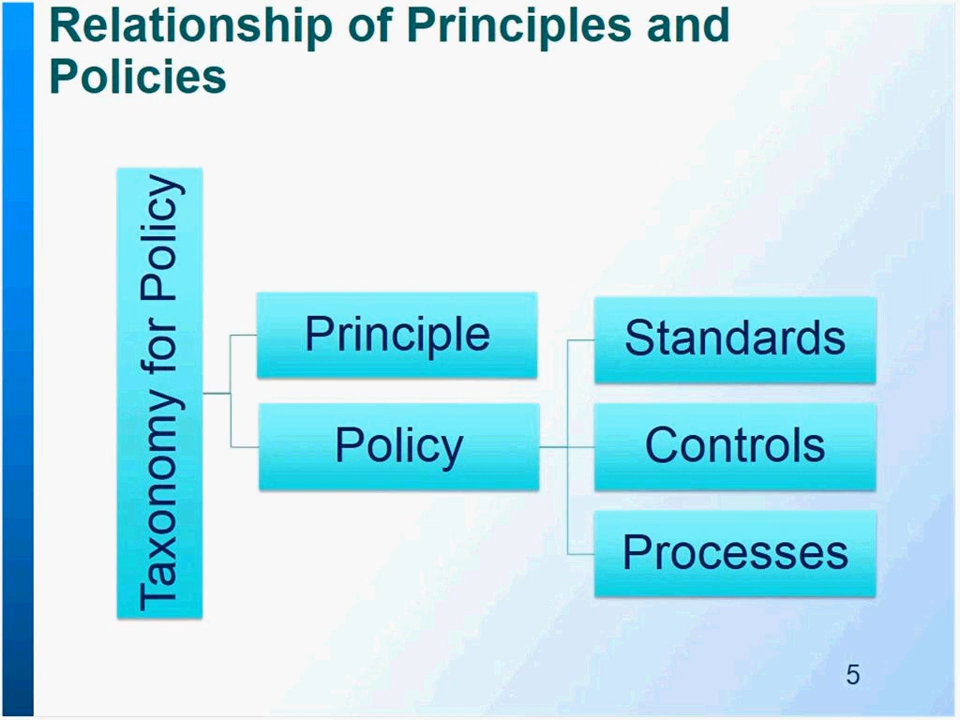 Relationship of Principles and
Policies
Taxonomy for Policy
Principle
Policy
Standards
Controls
Processes
5